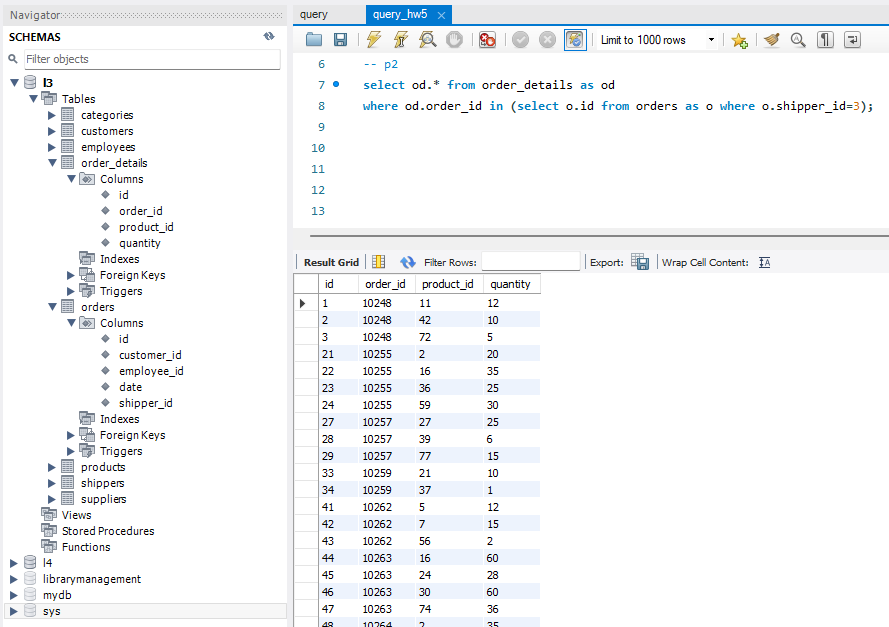 Navigator
SCHEMAS
Filter objects
l3
Tables
categories
customers
employees
order_details
Columns
id
order_id
product_id
quantity
Indexes
Foreign Keys
Triggers
orders
Columns
id
customer_id
employee_id
date
shipper_id
Indexes
Foreign Keys
Triggers
products
shippers
suppliers
Views
Stored Procedures
Functions
l4
librarymanagement
mydb
sys
query query_hw5
Limit to 1000 rows
6 -- p2
7 select od.* from order_details as od
8 where od.order_id in (select o.id from orders as o where o.shipper_id=3);
9
10
11
12
13
Result Grid Filter Rows: Export: Wrap Cell Content:
id order_id product_id quantity
1 10248 11 12
2 10248 42 10
3 10248 72 5
21 10255 2 20
22 10255 16 35
23 10255 36 25
24 10255 59 30
27 10257 27 25
28 10257 39 6
29 10257 77 15
33 10259 21 10
34 10259 37 1
41 10262 5 12
42 10262 7 15
43 10262 56 2
44 10263 16 60
45 10263 24 28
46 10263 30 60
47 10263 74 36
48 10264 2 35